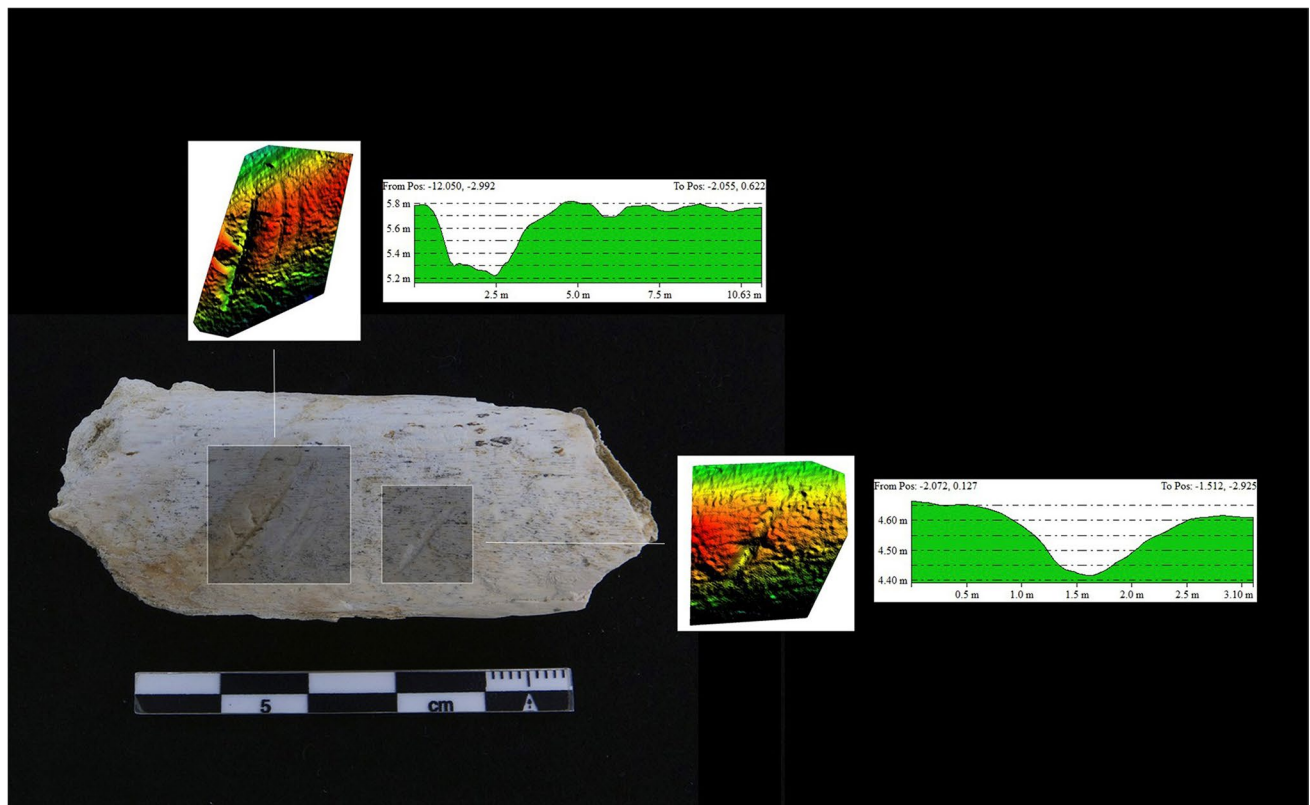 From Pos: -12.050, -2.992 To Pos: -2.055, 0.622
5.8 m
5.6 m
5.4 m
5.2 m
2.5 m 5.0 m 7.5 m 10.63 m
From Pos: -2.072, 0.127 To Pos: -1.512, -2.925
4.60 m
4.50 m
4.40 m
0.5 m 1.0 m 1.5 m 2.0 m 2.5 m 3.10 m
5 cm